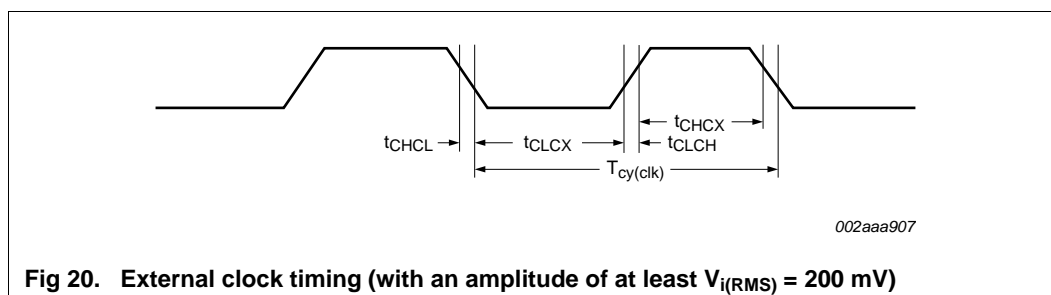 tCHCX
tCHCL
tCLCX
tCLCH
Tcy(clk)
002aaa907
Fig 20. External clock timing (with an amplitude of at least Vi(RMS) = 200 mV)